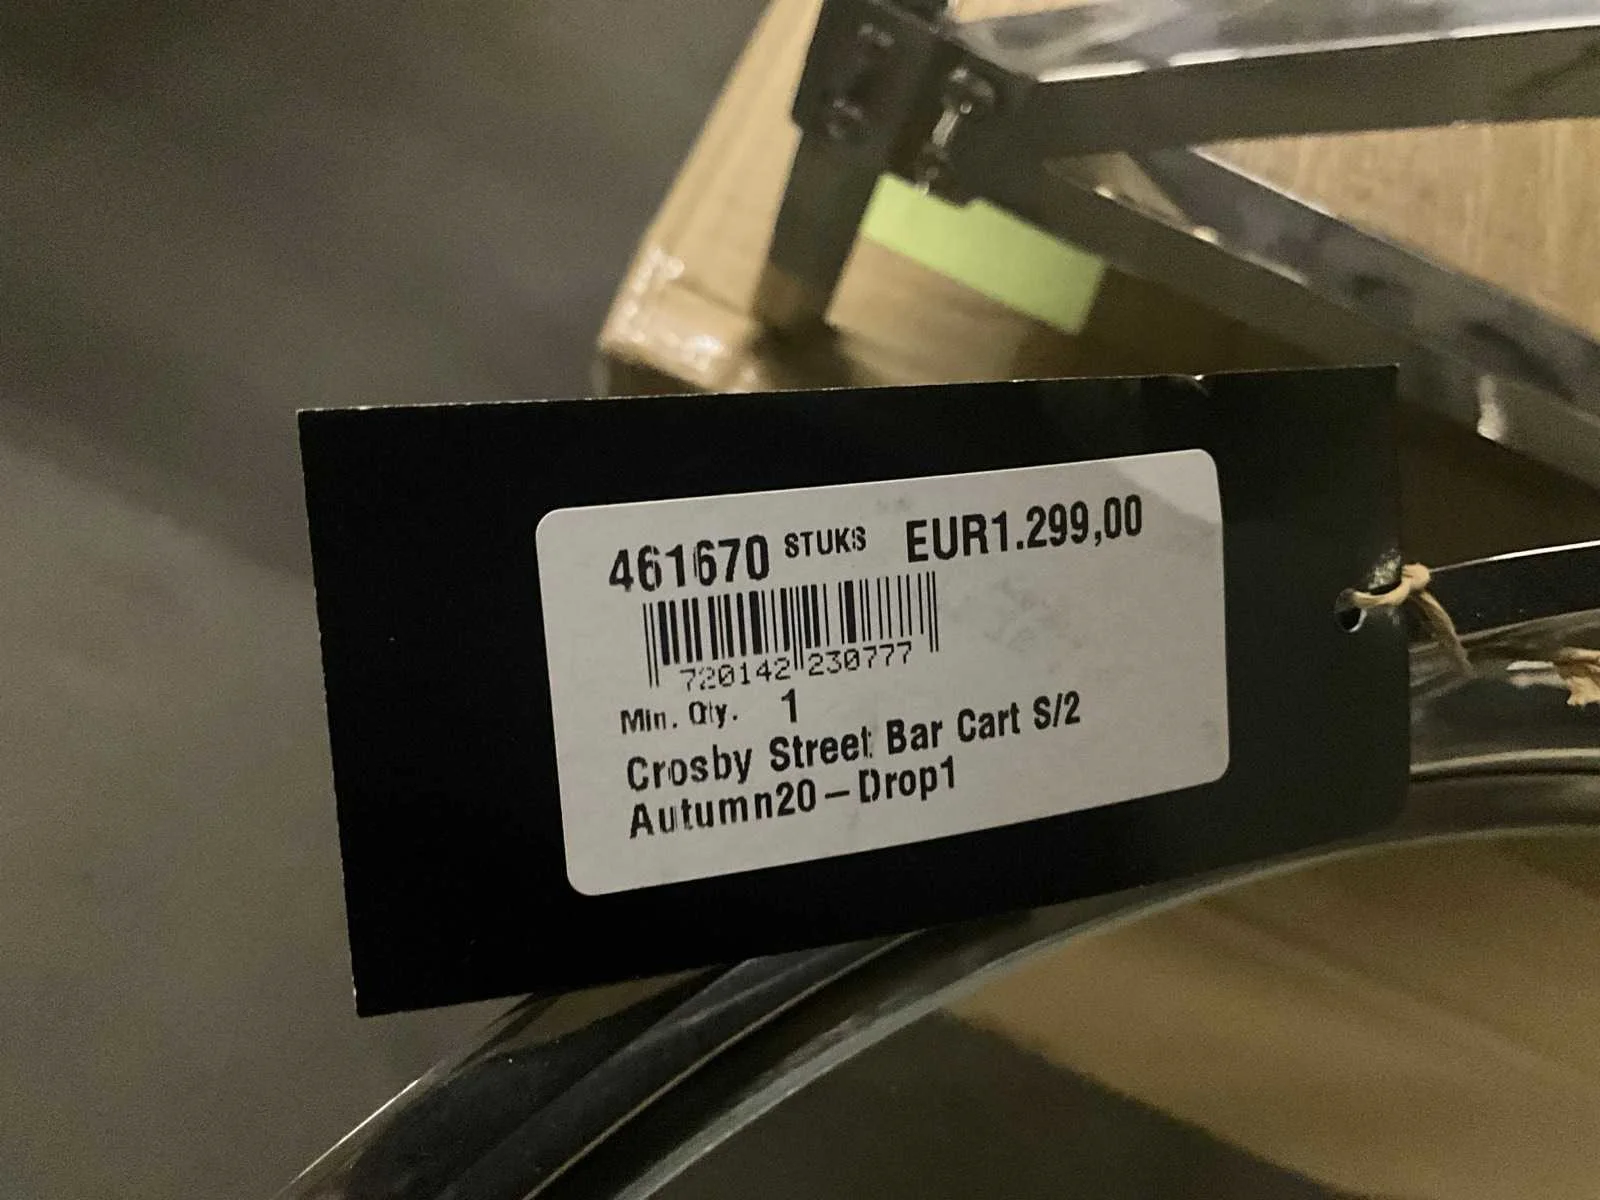 461670 STUKS EUR1.299,00
720142 230777
Min. Qty. 1
Crosby Street Bar Cart S/2
Autumn20-Drop1